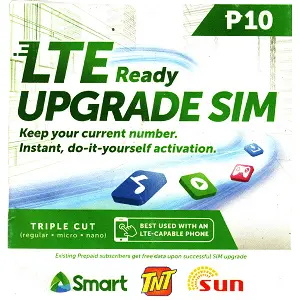 P10
LTE Ready
UPGRADE SIM
Keep your current number.
Instant, do-it-yourself activation.
TRIPLE CUT
(regular • micro • nano)
BEST USED WITH AN
LTE-CAPABLE PHONE
Existing Prepaid subscribers get free data upon successful SIM upgrade
Smart TNT sun